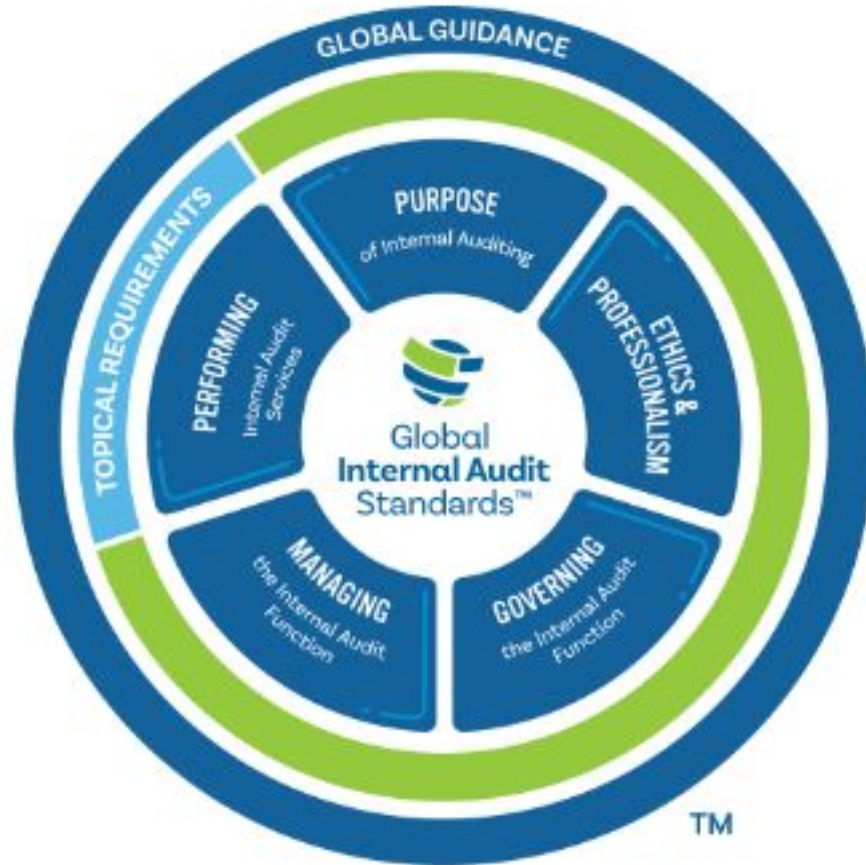 GLOBAL GUIDANCE
TOPICAL REQUIREMENTS
PURPOSE
of Internal Auditing
ETHICS &
PROFESSIONALISM
GOVERNING
the Internal Audit
Function
MANAGING
the Internal Audit
Function
PERFORMING
Internal Audit
Services
Global
Internal Audit
Standards™
TM